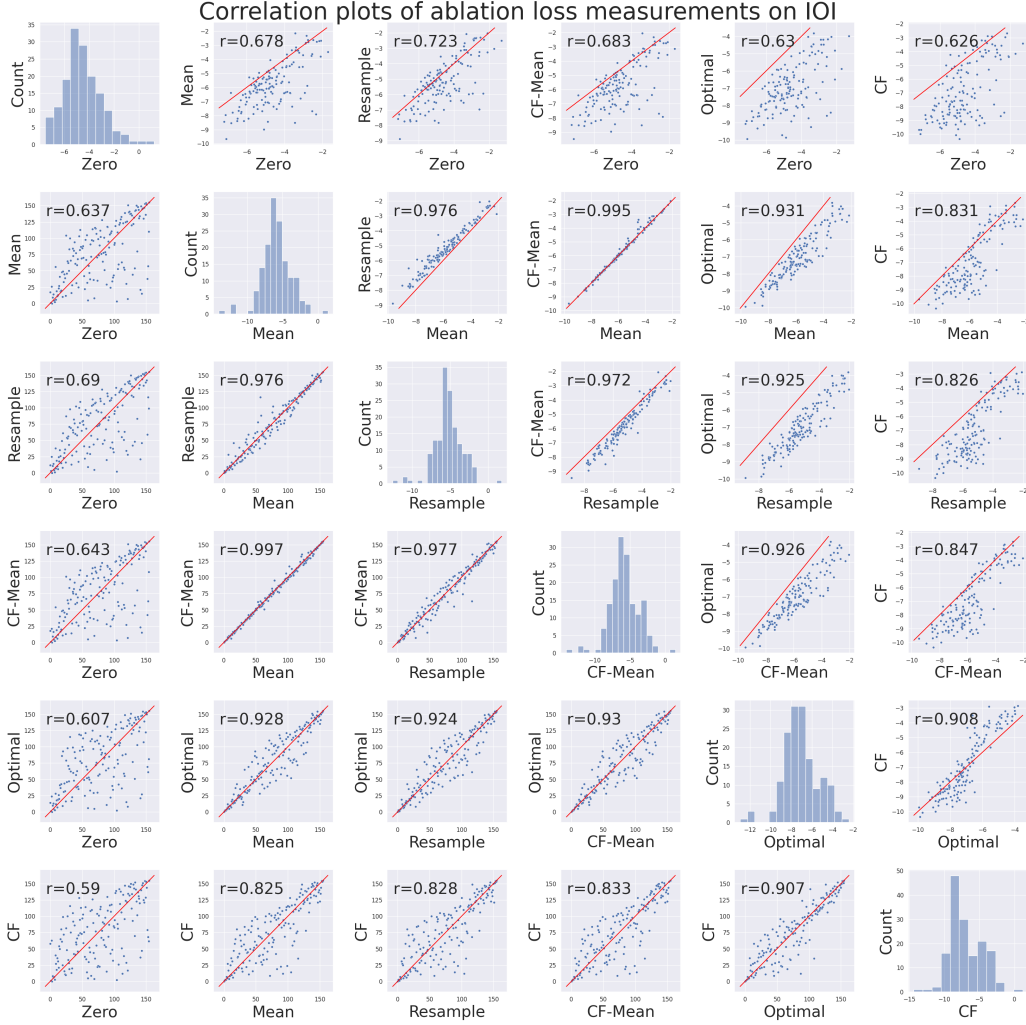 Correlation plots of ablation loss measurements on IOI
Count
Zero
r=0.678
Mean
Zero
r=0.723
Resample
Zero
r=0.683
CF-Mean
Zero
r=0.63
Optimal
Zero
r=0.626
CF
Zero
r=0.637
Mean
Zero
Count
Mean
r=0.976
Resample
Mean
r=0.995
CF-Mean
Mean
r=0.931
Optimal
Mean
r=0.831
CF
Mean
r=0.69
Resample
Zero
r=0.976
Resample
Mean
Count
Resample
r=0.972
CF-Mean
Resample
r=0.925
Optimal
Resample
r=0.826
CF
Resample
r=0.643
CF-Mean
Zero
r=0.997
CF-Mean
Mean
r=0.977
CF-Mean
Resample
Count
CF-Mean
r=0.926
Optimal
CF-Mean
r=0.847
CF
CF-Mean
r=0.607
Optimal
Zero
r=0.928
Optimal
Mean
r=0.924
Optimal
Resample
r=0.93
Optimal
CF-Mean
Count
Optimal
r=0.908
CF
Optimal
r=0.59
CF
Zero
r=0.825
CF
Mean
r=0.828
CF
Resample
r=0.833
CF
CF-Mean
r=0.907
CF
Optimal
Count
CF